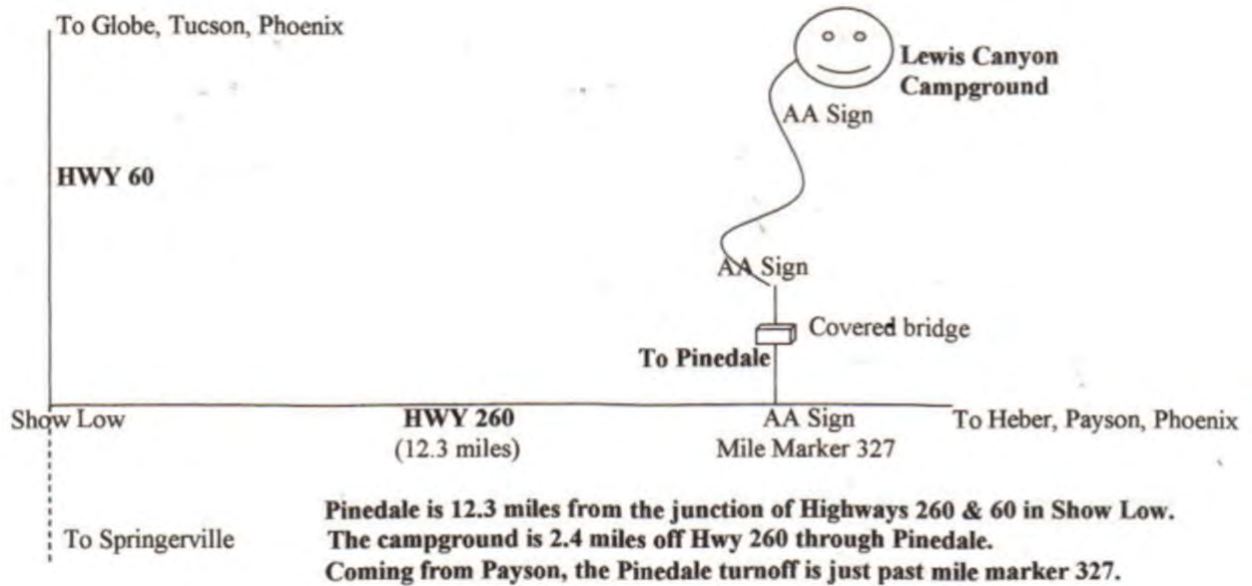 To Globe, Tucson, Phoenix
Lewis Canyon
Campground
AA Sign
HWY 60
AA Sign
Covered bridge
To Pinedale
Show Low
HWY 260
(12.3 miles)
AA Sign
Mile Marker 327
To Heber, Payson, Phoenix
To Springerville
Pinedale is 12.3 miles from the junction of Highways 260 & 60 in Show Low.
The campground is 2.4 miles off Hwy 260 through Pinedale.
Coming from Payson, the Pinedale turnoff is just past mile marker 327.